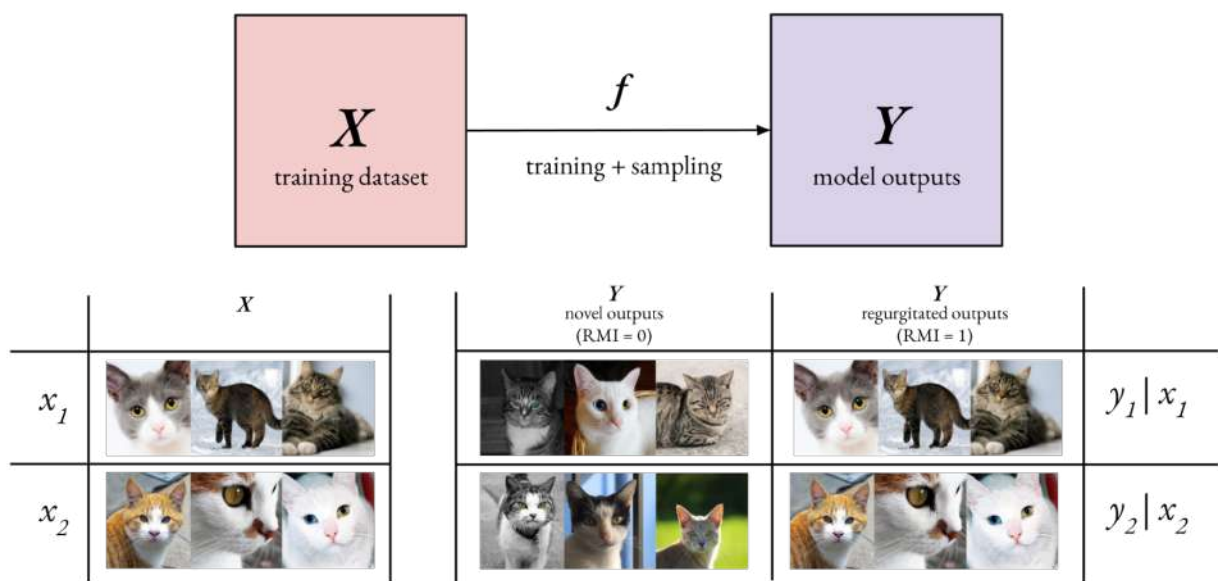 X
training dataset
f
training + sampling
Y
model outputs
X
Y
novel outputs
(RMI = 0)
Y
regurgitated outputs
(RMI = 1)
x₁
y₁ | x₁
x₂
y₂ | x₂